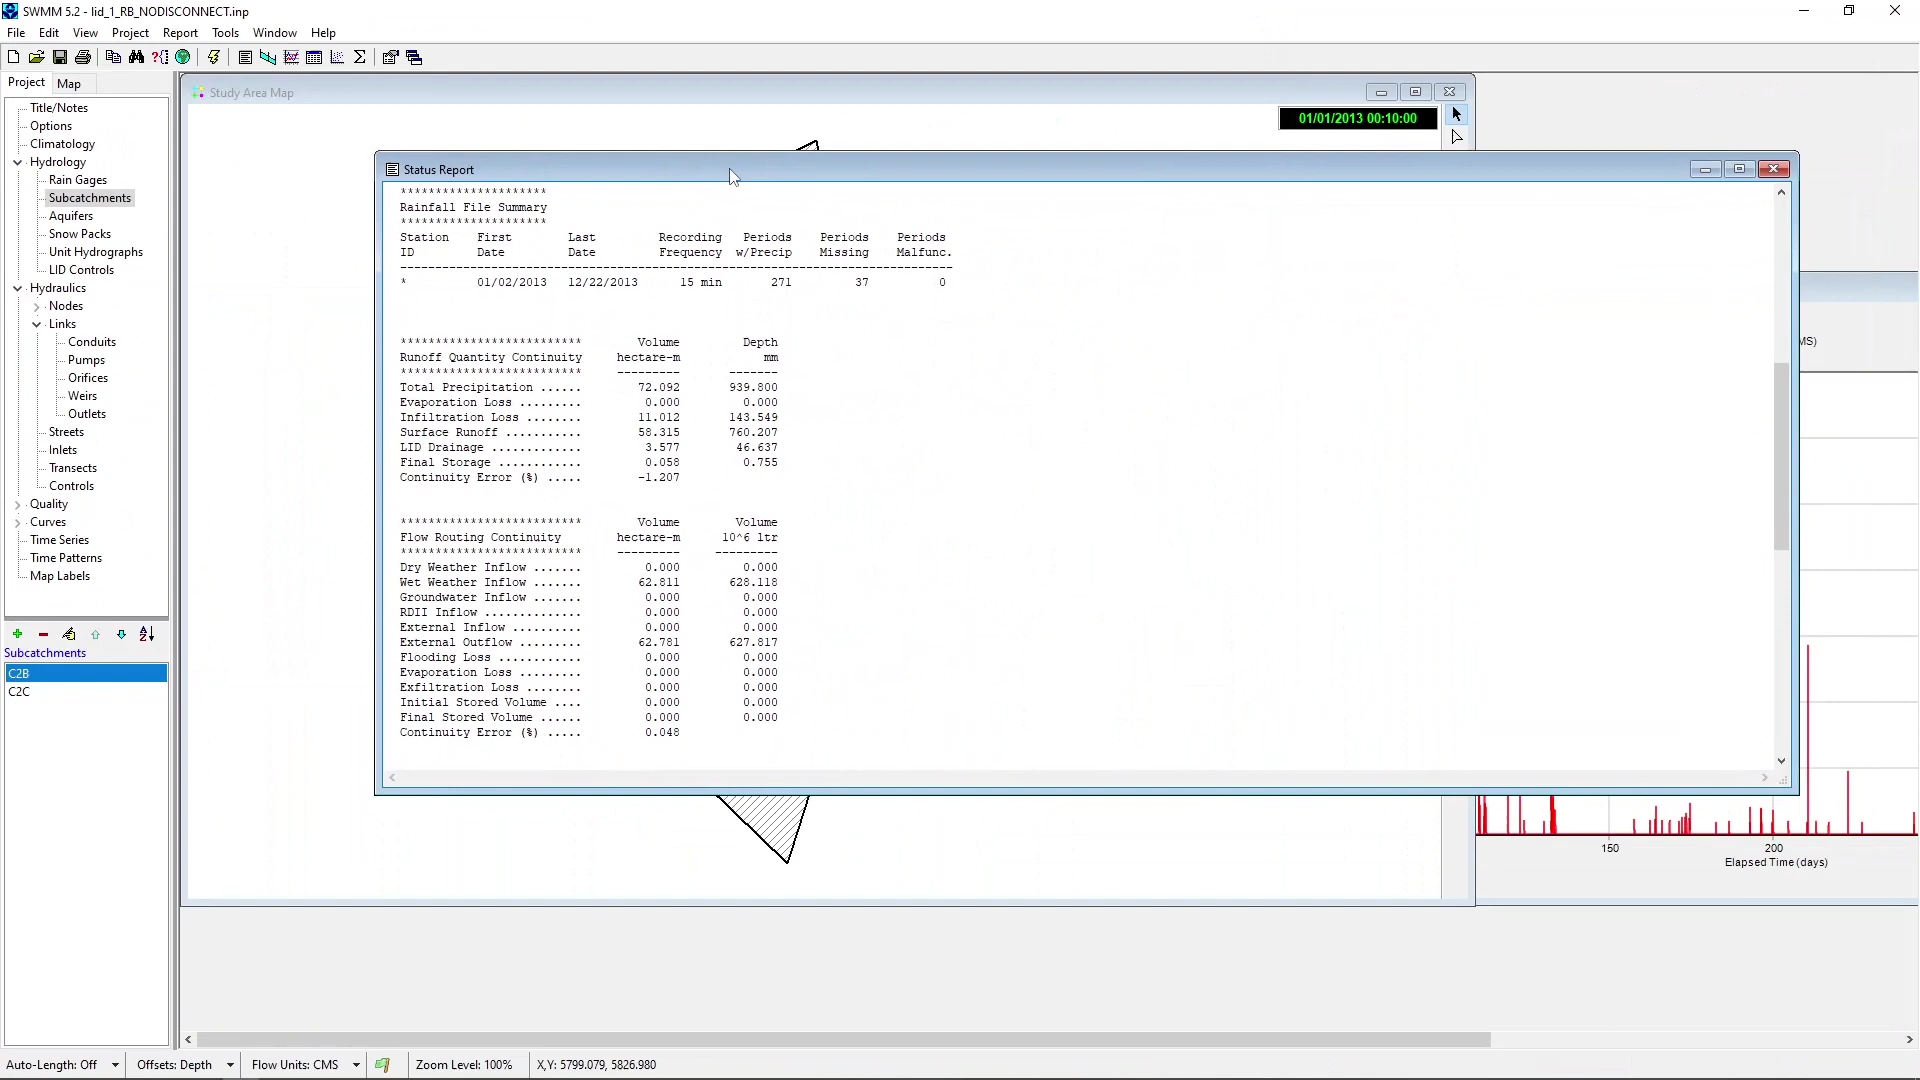 SWMM 5.2 - lid_1_RB_NODISCONNECT.inp
File Edit View Project Report Tools Window Help
Project Map
Title/Notes
Options
Climatology
Hydrology
Rain Gages
Subcatchments
Aquifers
Snow Packs
Unit Hydrographs
LID Controls
Hydraulics
Nodes
Links
Conduits
Pumps
Orifices
Weirs
Outlets
Streets
Inlets
Transects
Controls
Quality
Curves
Time Series
Time Patterns
Map Labels
Subcatchments
C2B
C2C
Study Area Map
01/01/2013 00:10:00
Status Report
*********************
Rainfall File Summary
*********************
Station First Last Recording Periods Periods Periods
ID Date Date Frequency w/Precip Missing Malfunc.
-------------------------------------------------------------------------------
* 01/02/2013 12/22/2013 15 min 271 37 0
************************** Volume Depth
Runoff Quantity Continuity hectare-m mm
************************** --------- -------
Total Precipitation ...... 72.092 939.800
Evaporation Loss ......... 0.000 0.000
Infiltration Loss ........ 11.012 143.549
Surface Runoff ........... 58.315 760.207
LID Drainage ............. 3.577 46.637
Final Storage ............ 0.058 0.755
Continuity Error (%) ..... -1.207
************************** Volume Volume
Flow Routing Continuity hectare-m 10^6 ltr
************************** --------- ---------
Dry Weather Inflow ....... 0.000 0.000
Wet Weather Inflow ....... 62.811 628.118
Groundwater Inflow ....... 0.000 0.000
RDII Inflow .............. 0.000 0.000
External Inflow .......... 0.000 0.000
External Outflow ......... 62.781 627.817
Flooding Loss ............ 0.000 0.000
Evaporation Loss ......... 0.000 0.000
Exfiltration Loss ........ 0.000 0.000
Initial Stored Volume .... 0.000 0.000
Final Stored Volume ...... 0.000 0.000
Continuity Error (%) ..... 0.048
MS)
150 200
Elapsed Time (days)
Auto-Length: Off Offsets: Depth Flow Units: CMS Zoom Level: 100% X,Y: 5799.079, 5826.980